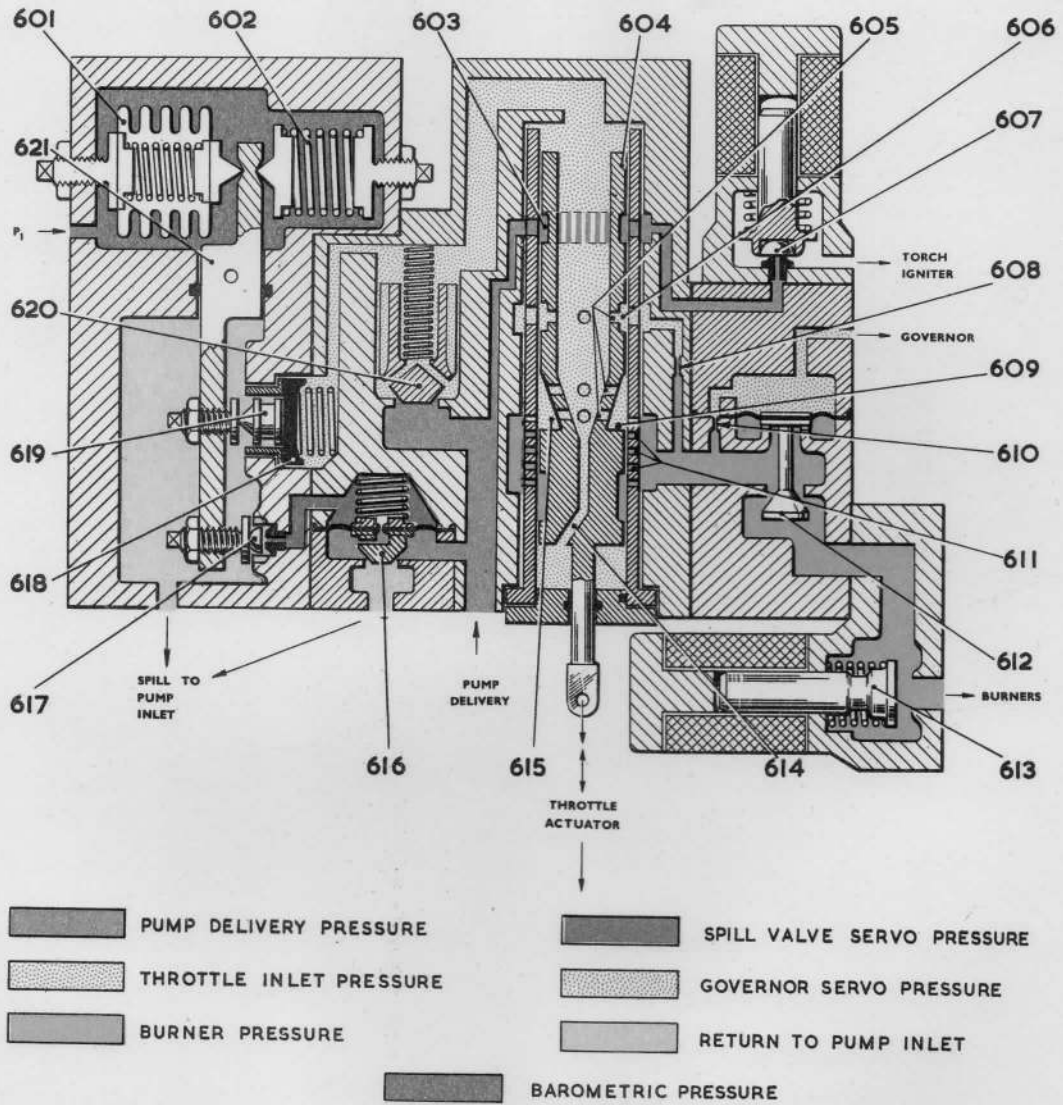 601 602 603 604 605 606
607
621
P₁
TORCH
IGNITER
608
620
GOVERNOR
609
619
610
611
618
612
617
SPILL TO
PUMP
INLET
PUMP
DELIVERY
BURNERS
616 615 614 613
THROTTLE
ACTUATOR
PUMP DELIVERY PRESSURE
SPILL VALVE SERVO PRESSURE
THROTTLE INLET PRESSURE
GOVERNOR SERVO PRESSURE
BURNER PRESSURE
RETURN TO PUMP INLET
BAROMETRIC PRESSURE